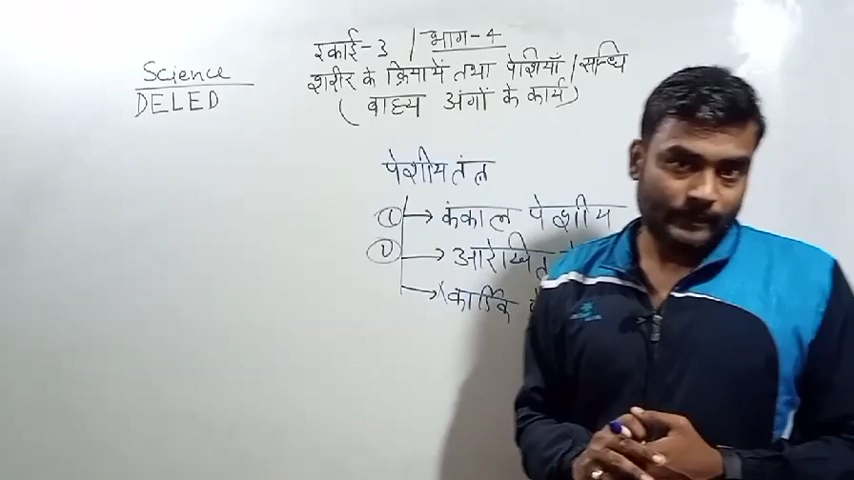 Science
DELED
इकाई-3 / भाग-4
शरीर के क्रियायें तथा पेशियाँ / सन्धि
( वाह्य अंगों के कार्य )
पेशीय तंत्र
(i) → कंकाल पेशीय
(ii) → आरेखित
→ कार्डिक